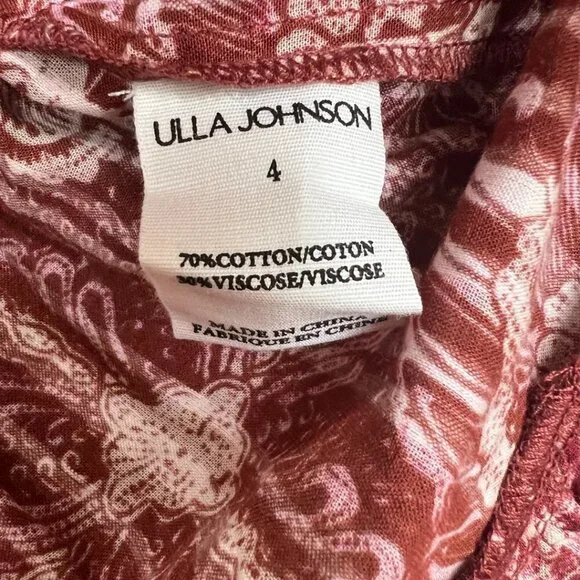 ULLA JOHNSON
4
70%COTTON/COTON
30%VISCOSE/VISCOSE
MADE IN CHINA
FABRIQUE EN CHINE